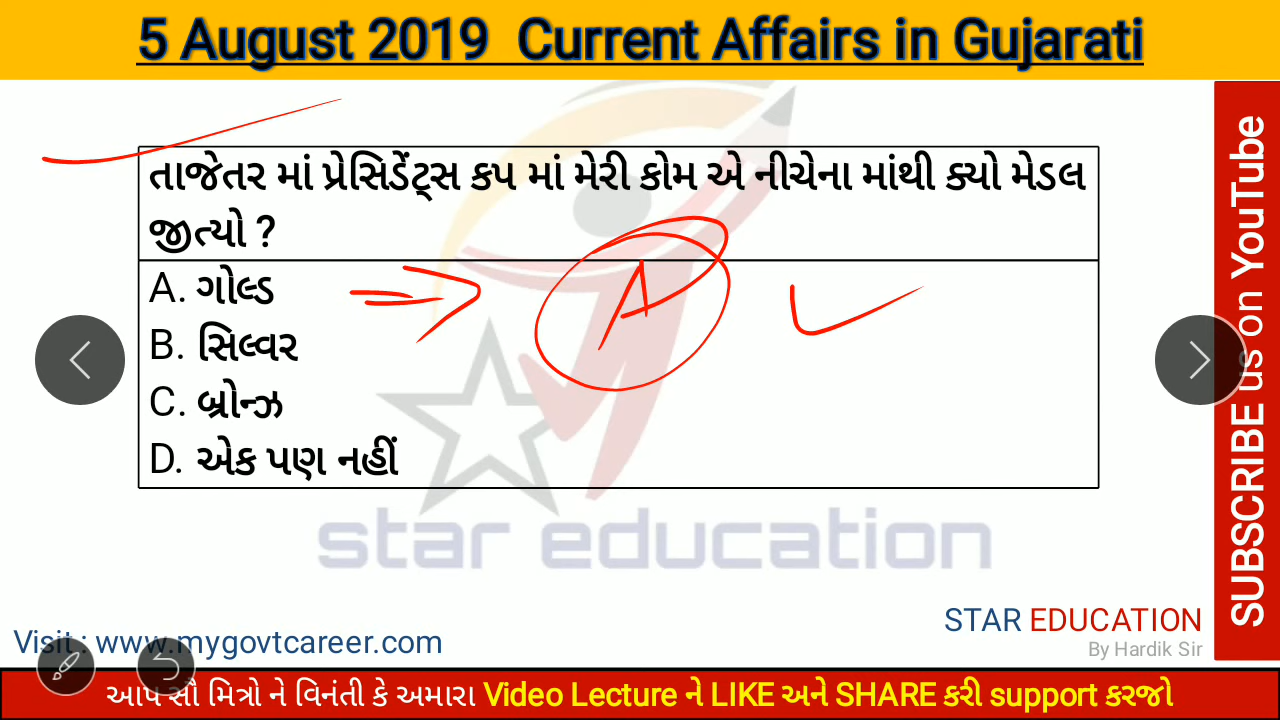 5 August 2019 Current Affairs in Gujarati
તાજેતર માં પ્રેસિડેંટ્સ કપ માં મેરી કોમ એ નીચેના માંથી ક્યો મેડલ
જીત્યો ?
A. ગોલ્ડ
B. સિલ્વર
C. બ્રોન્ઝ
D. એક પણ નહીં
A
star education
SUBSCRIBE us on YouTube
STAR EDUCATION
By Hardik Sir
Visit : www.mygovtcareer.com
આપ સૌ મિત્રો ને વિનંતી કે અમારા Video Lecture ને LIKE અને SHARE કરી support કરજો